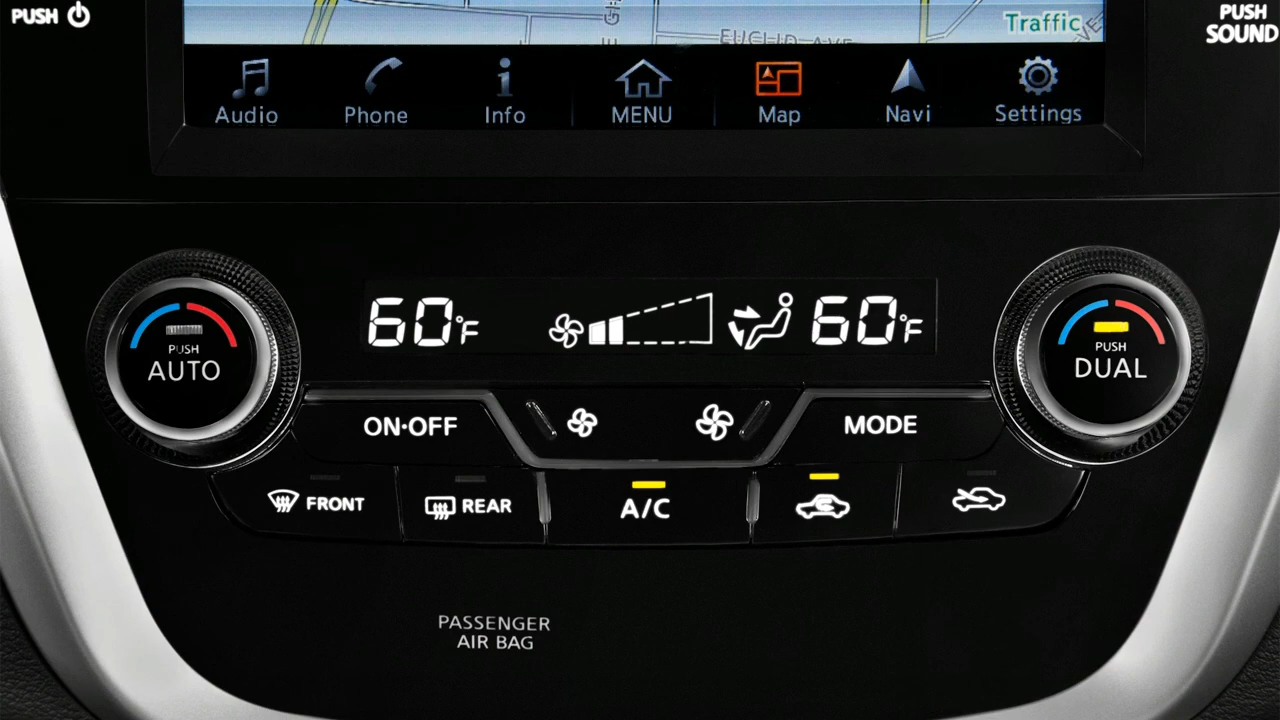 PUSH
PUSH
SOUND
Traffic
EUCLID AVE
Audio
Phone
Info
MENU
Map
Navi
Settings
60°F
60°F
PUSH
AUTO
PUSH
DUAL
ON·OFF
MODE
FRONT
REAR
A/C
PASSENGER
AIR BAG